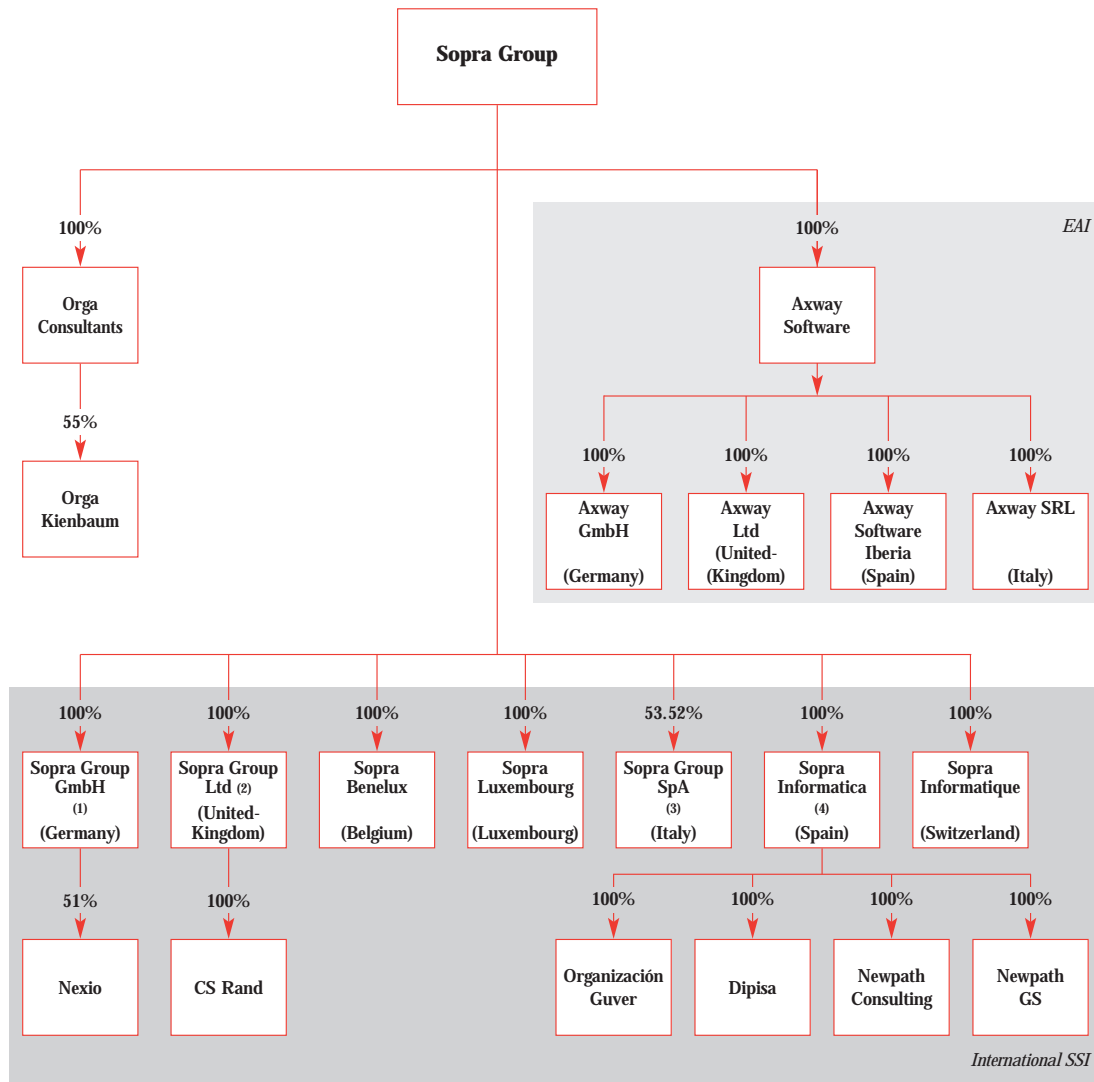 Sopra Group
100%
100%
EAI
Orga
Consultants
Axway
Software
55%
100%
100%
100%
100%
Orga
Kienbaum
Axway
GmbH
(Germany)
Axway
Ltd
(United-
(Kingdom)
Axway
Software
Iberia
(Spain)
Axway SRL
(Italy)
100%
100%
100%
100%
53.52%
100%
100%
Sopra Group
GmbH
(1)
(Germany)
Sopra Group
Ltd (2)
(United-
Kingdom)
Sopra
Benelux
(Belgium)
Sopra
Luxembourg
(Luxembourg)
Sopra Group
SpA
(3)
(Italy)
Sopra
Informatica
(4)
(Spain)
Sopra
Informatique
(Switzerland)
51%
100%
100%
100%
100%
100%
Nexio
CS Rand
Organización
Guver
Dipisa
Newpath
Consulting
Newpath
GS
International SSI